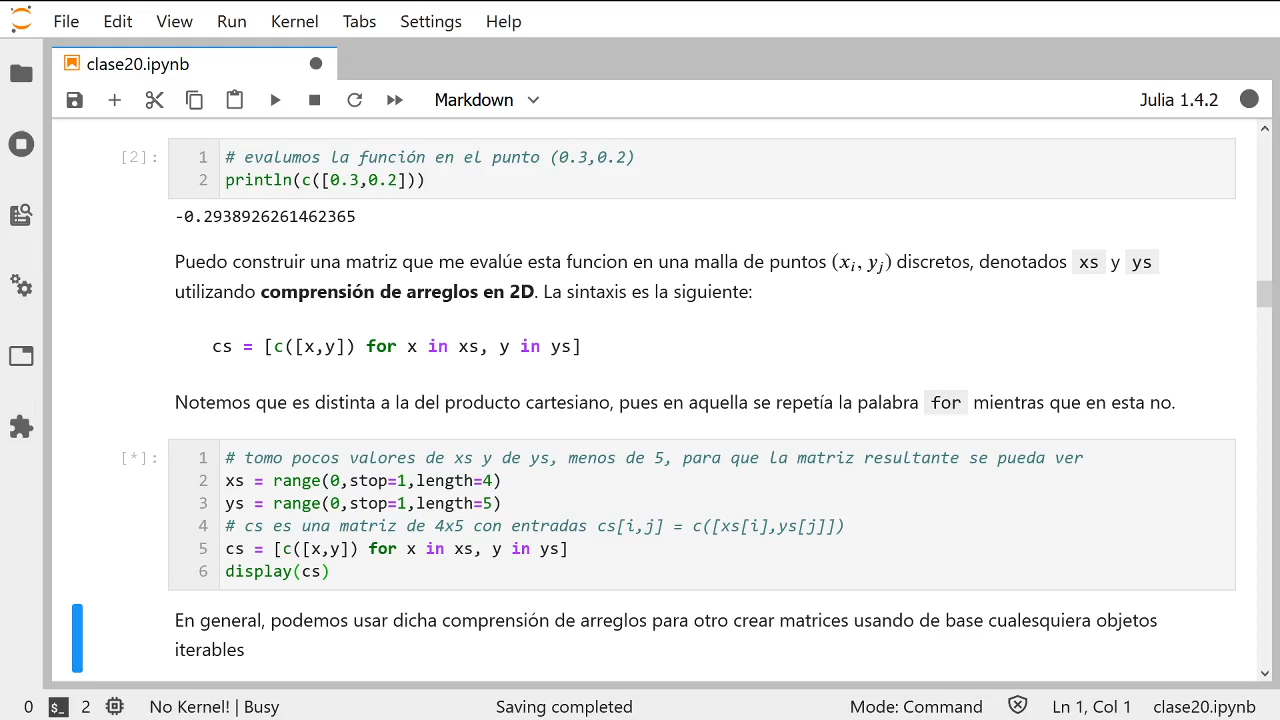 File Edit View Run Kernel Tabs Settings Help
clase20.ipynb
Markdown Julia 1.4.2
[2]: 1 # evalumos la función en el punto (0.3,0.2)
2 println(c([0.3,0.2]))
-0.2938926261462365
Puedo construir una matriz que me evalúe esta funcion en una malla de puntos (xᵢ, yⱼ) discretos, denotados xs y ys
utilizando comprensión de arreglos en 2D. La sintaxis es la siguiente:
cs = [c([x,y]) for x in xs, y in ys]
Notemos que es distinta a la del producto cartesiano, pues en aquella se repetía la palabra for mientras que en esta no.
[*]: 1 # tomo pocos valores de xs y de ys, menos de 5, para que la matriz resultante se pueda ver
2 xs = range(0,stop=1,length=4)
3 ys = range(0,stop=1,length=5)
4 # cs es una matriz de 4x5 con entradas cs[i,j] = c([xs[i],ys[j]])
5 cs = [c([x,y]) for x in xs, y in ys]
6 display(cs)
En general, podemos usar dicha comprensión de arreglos para otro crear matrices usando de base cualesquiera objetos
iterables
0 $_ 2 No Kernel! | Busy Saving completed Mode: Command Ln 1, Col 1 clase20.ipynb